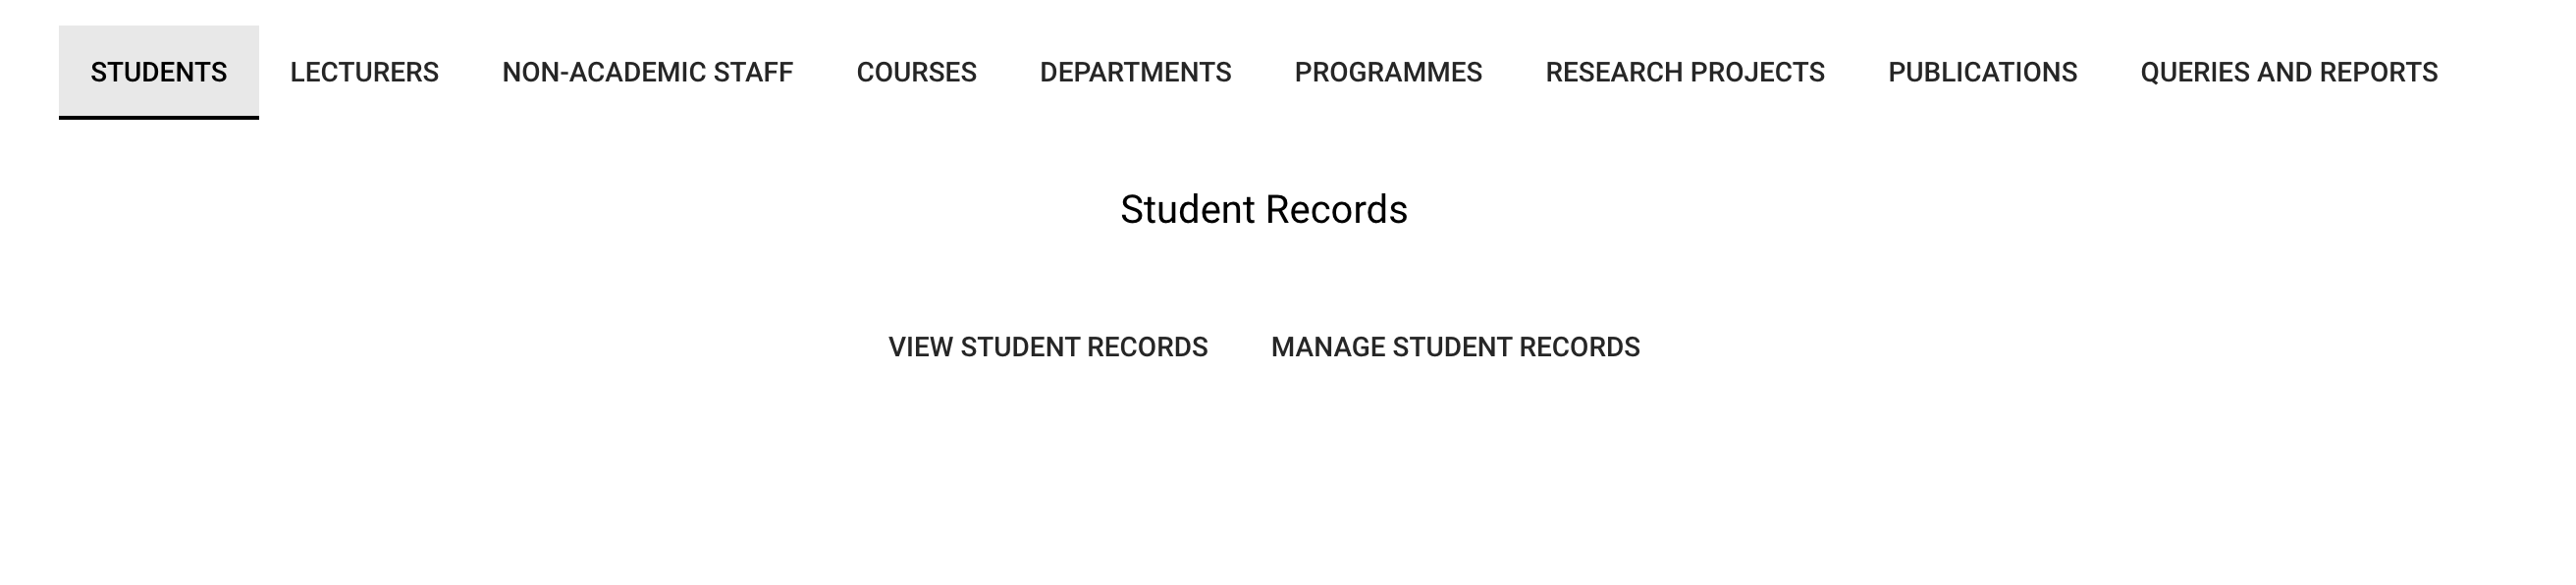 STUDENTS LECTURERS NON-ACADEMIC STAFF COURSES DEPARTMENTS PROGRAMMES RESEARCH PROJECTS PUBLICATIONS QUERIES AND REPORTS
Student Records
VIEW STUDENT RECORDS MANAGE STUDENT RECORDS